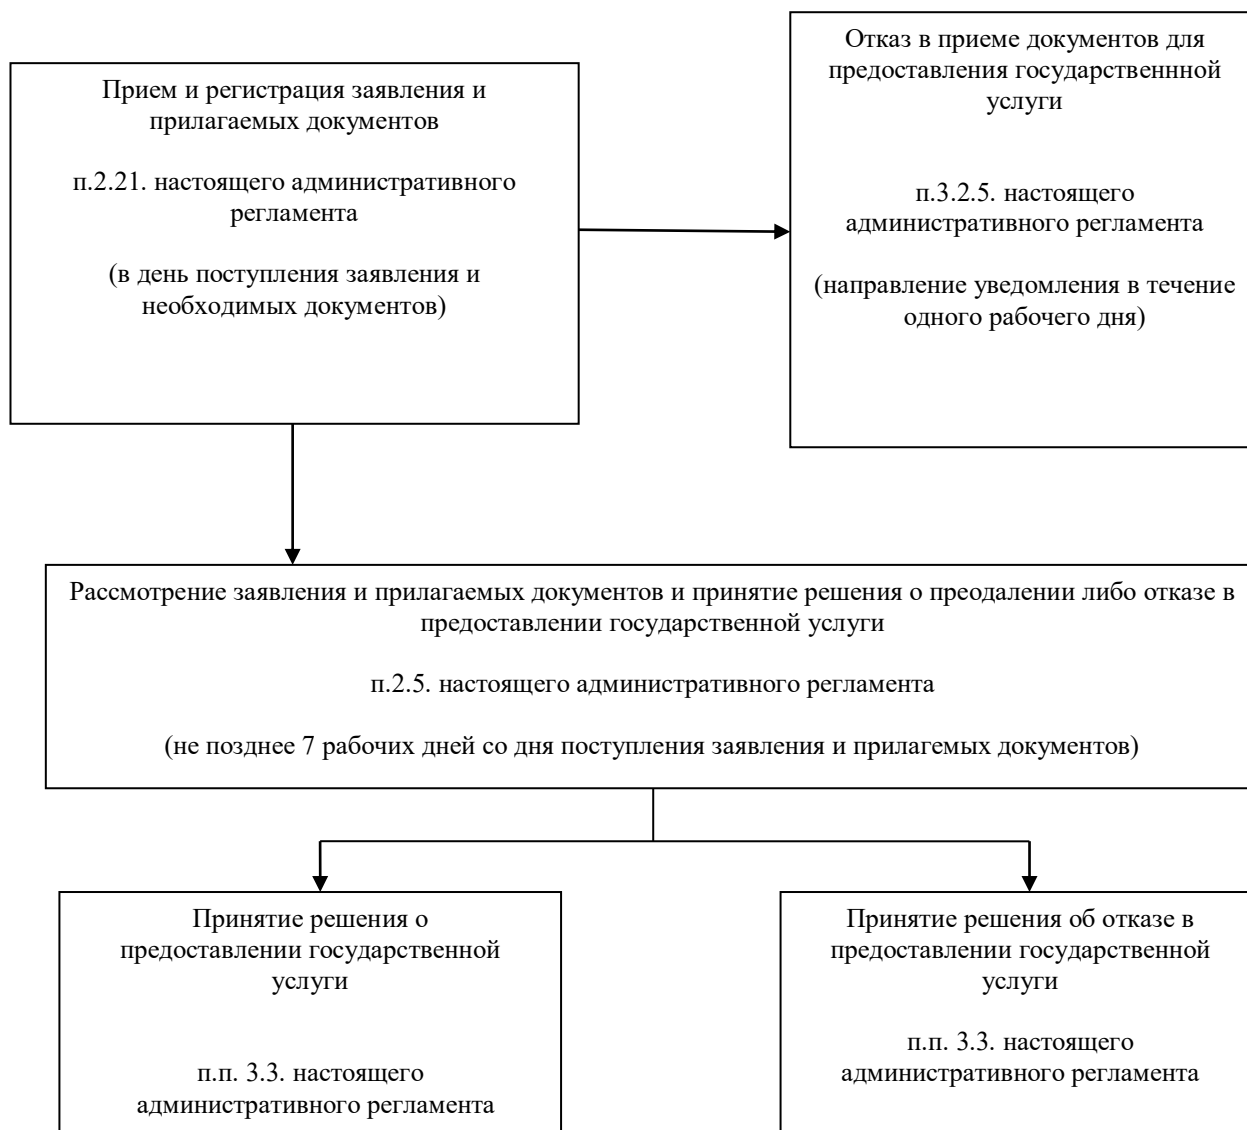 Прием и регистрация заявления и
прилагаемых документов
п.2.21. настоящего административного
регламента
(в день поступления заявления и
необходимых документов)
Отказ в приеме документов для
предоставления государственнной
услуги
п.3.2.5. настоящего
административного регламента
(направление уведомления в течение
одного рабочего дня)
Рассмотрение заявления и прилагаемых документов и принятие решения о преодалении либо отказе в
предоставлении государственной услуги
п.2.5. настоящего административного регламента
(не позднее 7 рабочих дней со дня поступления заявления и прилагемых документов)
Принятие решения о
предоставлении государственной
услуги
п.п. 3.3. настоящего
административного регламента
Принятие решения об отказе в
предоставлении государственной
услуги
п.п. 3.3. настоящего
административного регламента